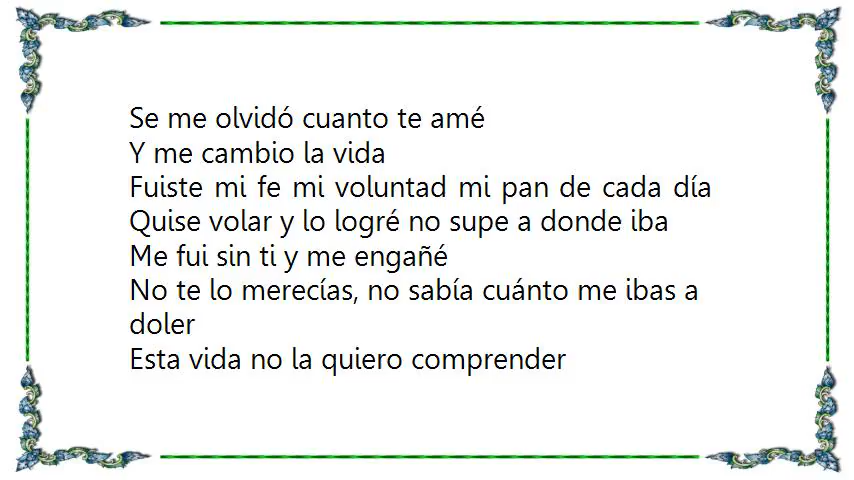 Se me olvidó cuanto te amé
Y me cambio la vida
Fuiste mi fe mi voluntad mi pan de cada día
Quise volar y lo logré no supe a donde iba
Me fui sin ti y me engañé
No te lo merecías, no sabía cuánto me ibas a
doler
Esta vida no la quiero comprender